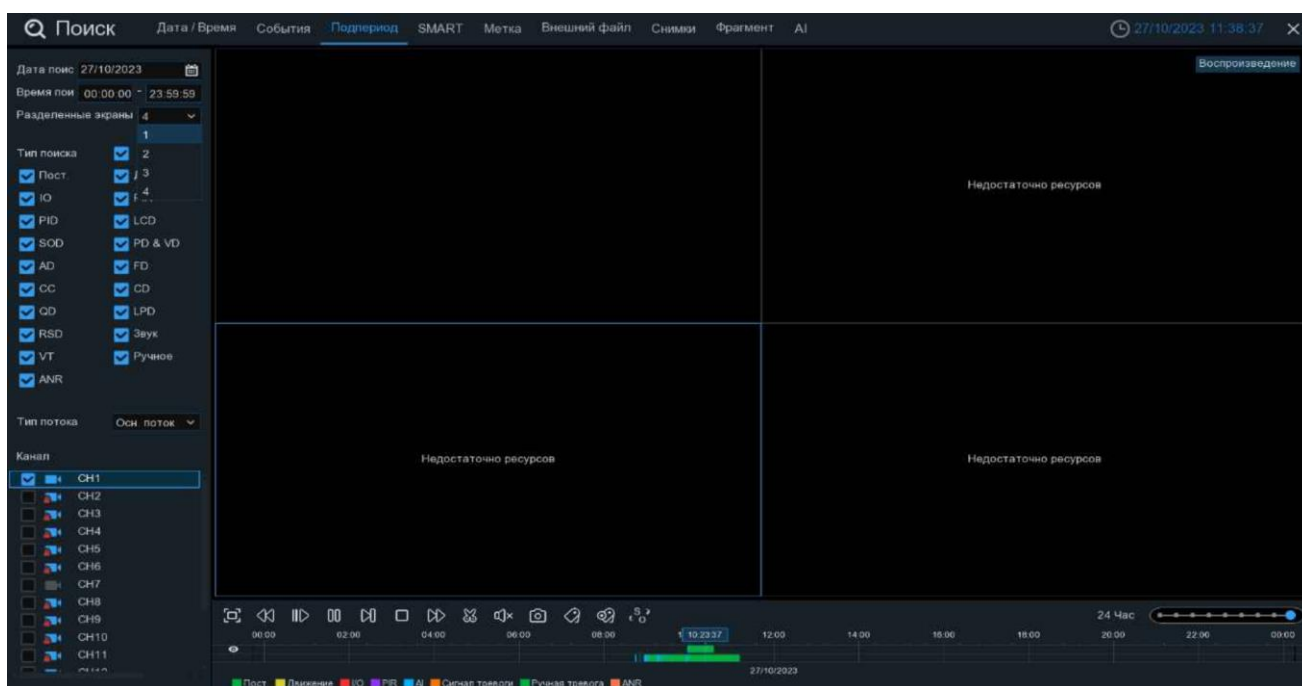 Поиск Дата / Время События Подпериод SMART Метка Внешний файл Снимки Фрагмент AI 27/10/2023 11:38:37
Воспроизведение
Дата поис 27/10/2023
Время пои 00:00:00 - 23:59:59
Разделенные экраны 4
1
2
3
4
Тип поиска
Пост.
IO
PID LCD
SOD PD & VD
AD FD
CC CD
QD LPD
RSD Звук
VT Ручное
ANR
Недостаточно ресурсов
Тип потока Осн. поток
Канал
CH1
CH2
CH3
CH4
CH5
CH6
CH7
CH8
CH9
CH10
CH11
Недостаточно ресурсов Недостаточно ресурсов
24 Час
00:00 02:00 04:00 06:00 08:00 10:23:37 12:00 14:00 16:00 18:00 20:00 22:00 00:00
27/10/2023
Пост. Движение I/O PIR AI Сигнал тревоги Ручная тревога ANR